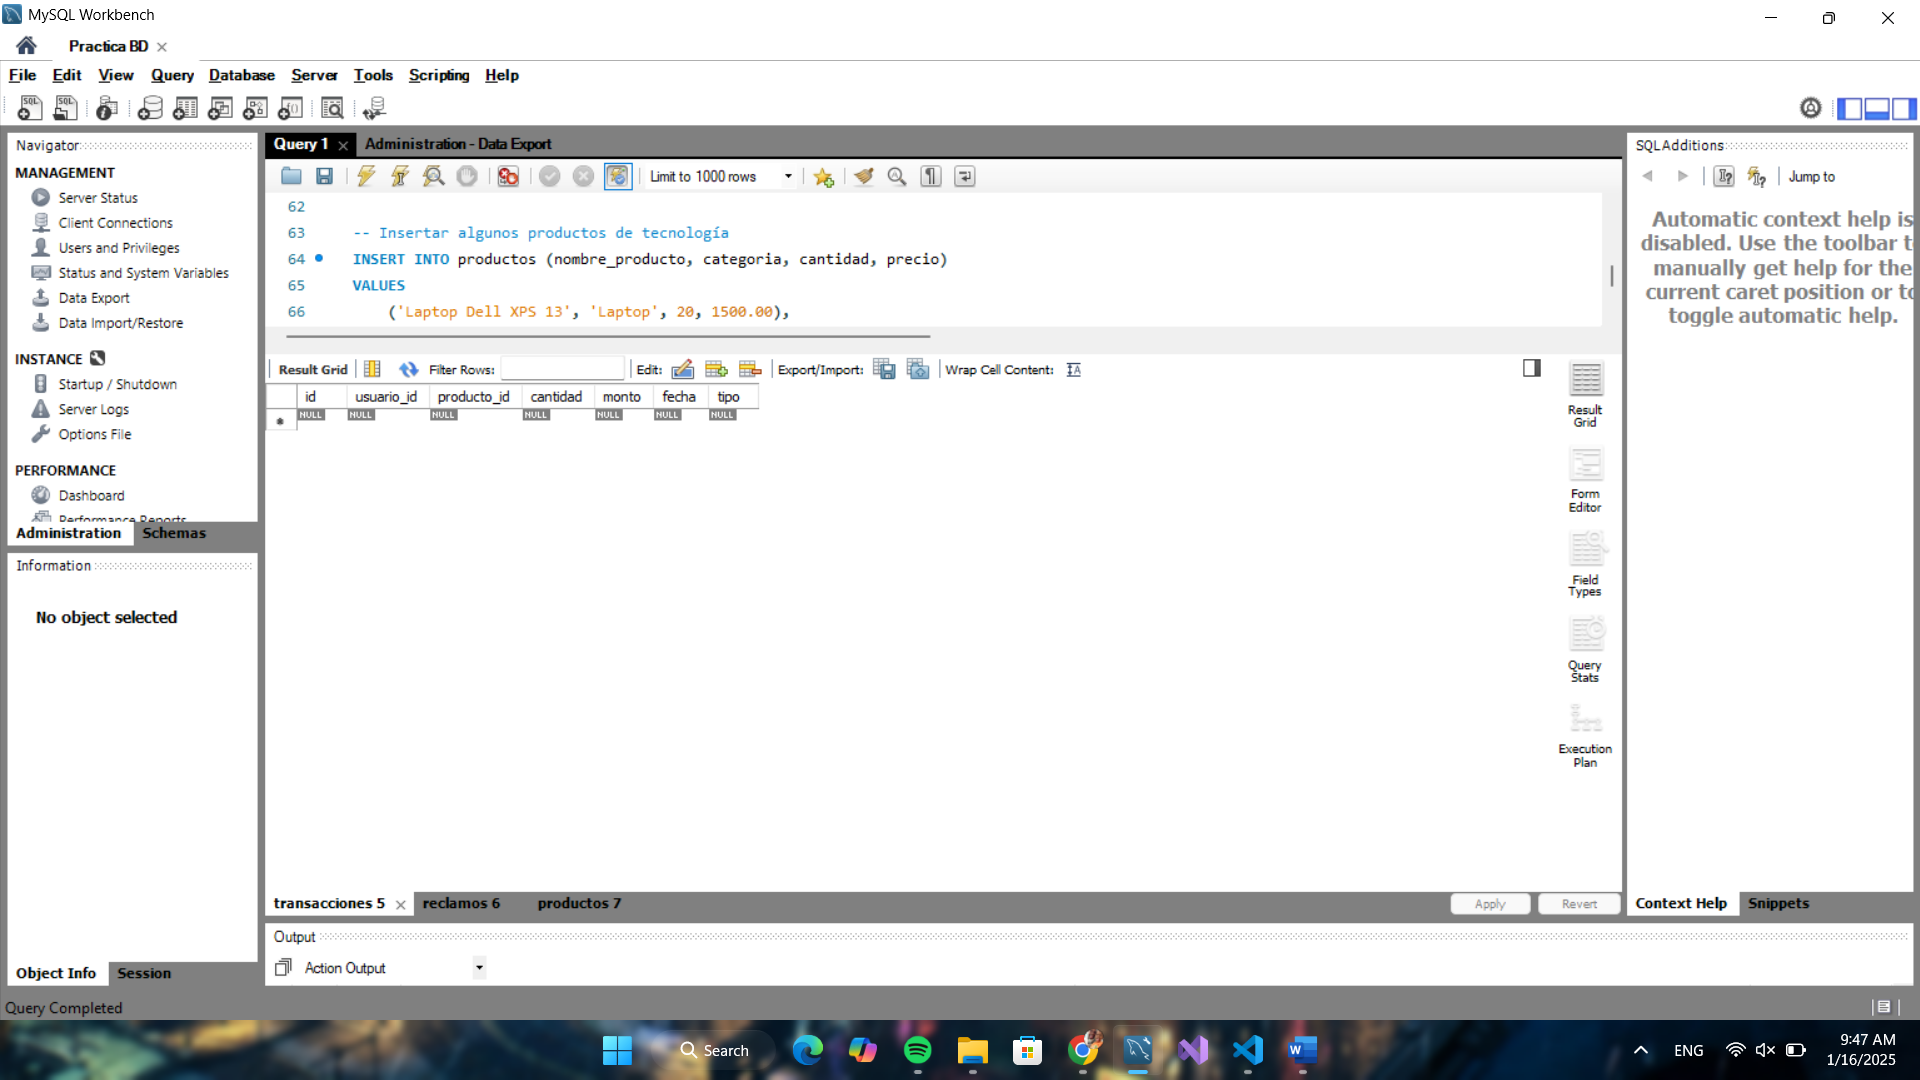 MySQL Workbench
Practica BD
File Edit View Query Database Server Tools Scripting Help
Navigator
MANAGEMENT
Server Status
Client Connections
Users and Privileges
Status and System Variables
Data Export
Data Import/Restore
INSTANCE
Startup / Shutdown
Server Logs
Options File
PERFORMANCE
Dashboard
Performance Reports
Administration Schemas
Information
No object selected
Object Info Session
Query Completed
Query 1 Administration - Data Export
Limit to 1000 rows
62
63 -- Insertar algunos productos de tecnología
64 INSERT INTO productos (nombre_producto, categoria, cantidad, precio)
65 VALUES
66 ('Laptop Dell XPS 13', 'Laptop', 20, 1500.00),
Result Grid Filter Rows: Edit: Export/Import: Wrap Cell Content:
id usuario_id producto_id cantidad monto fecha tipo
NULL NULL NULL NULL NULL NULL NULL
Result
Grid
Form
Editor
Field
Types
Query
Stats
Execution
Plan
transacciones 5 reclamos 6 productos 7
Apply Revert
Output
Action Output
SQLAdditions
Jump to
Automatic context help is
disabled. Use the toolbar t
manually get help for the
current caret position or to
toggle automatic help.
Context Help Snippets
Search
ENG
9:47 AM
1/16/2025